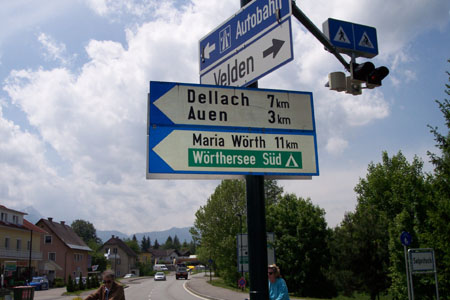 Autobahn
Velden
Dellach 7km
Auen 3km
Maria Wörth 11km
Wörthersee Süd